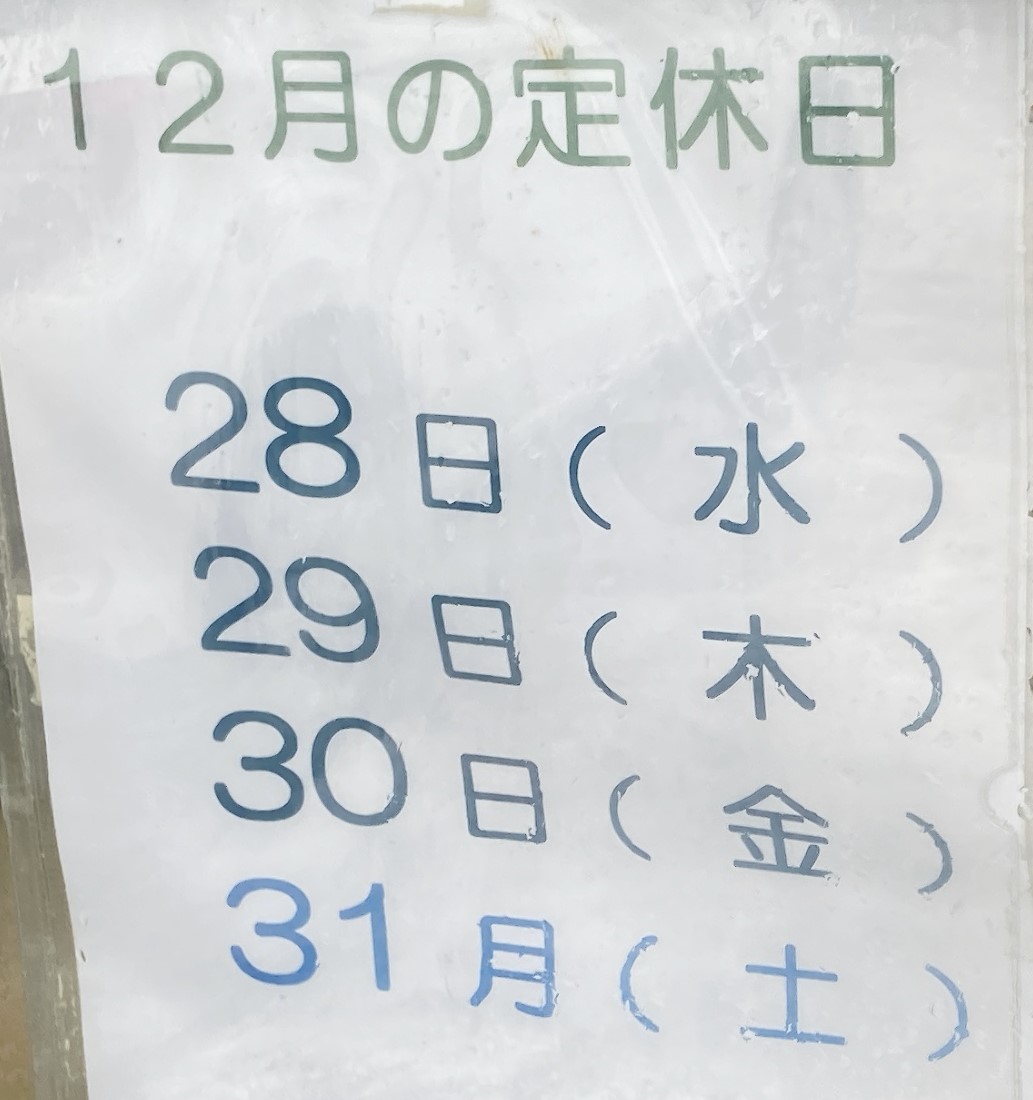 12月の定休日
28日(水)
29日(木)
30日(金)
31月(土)